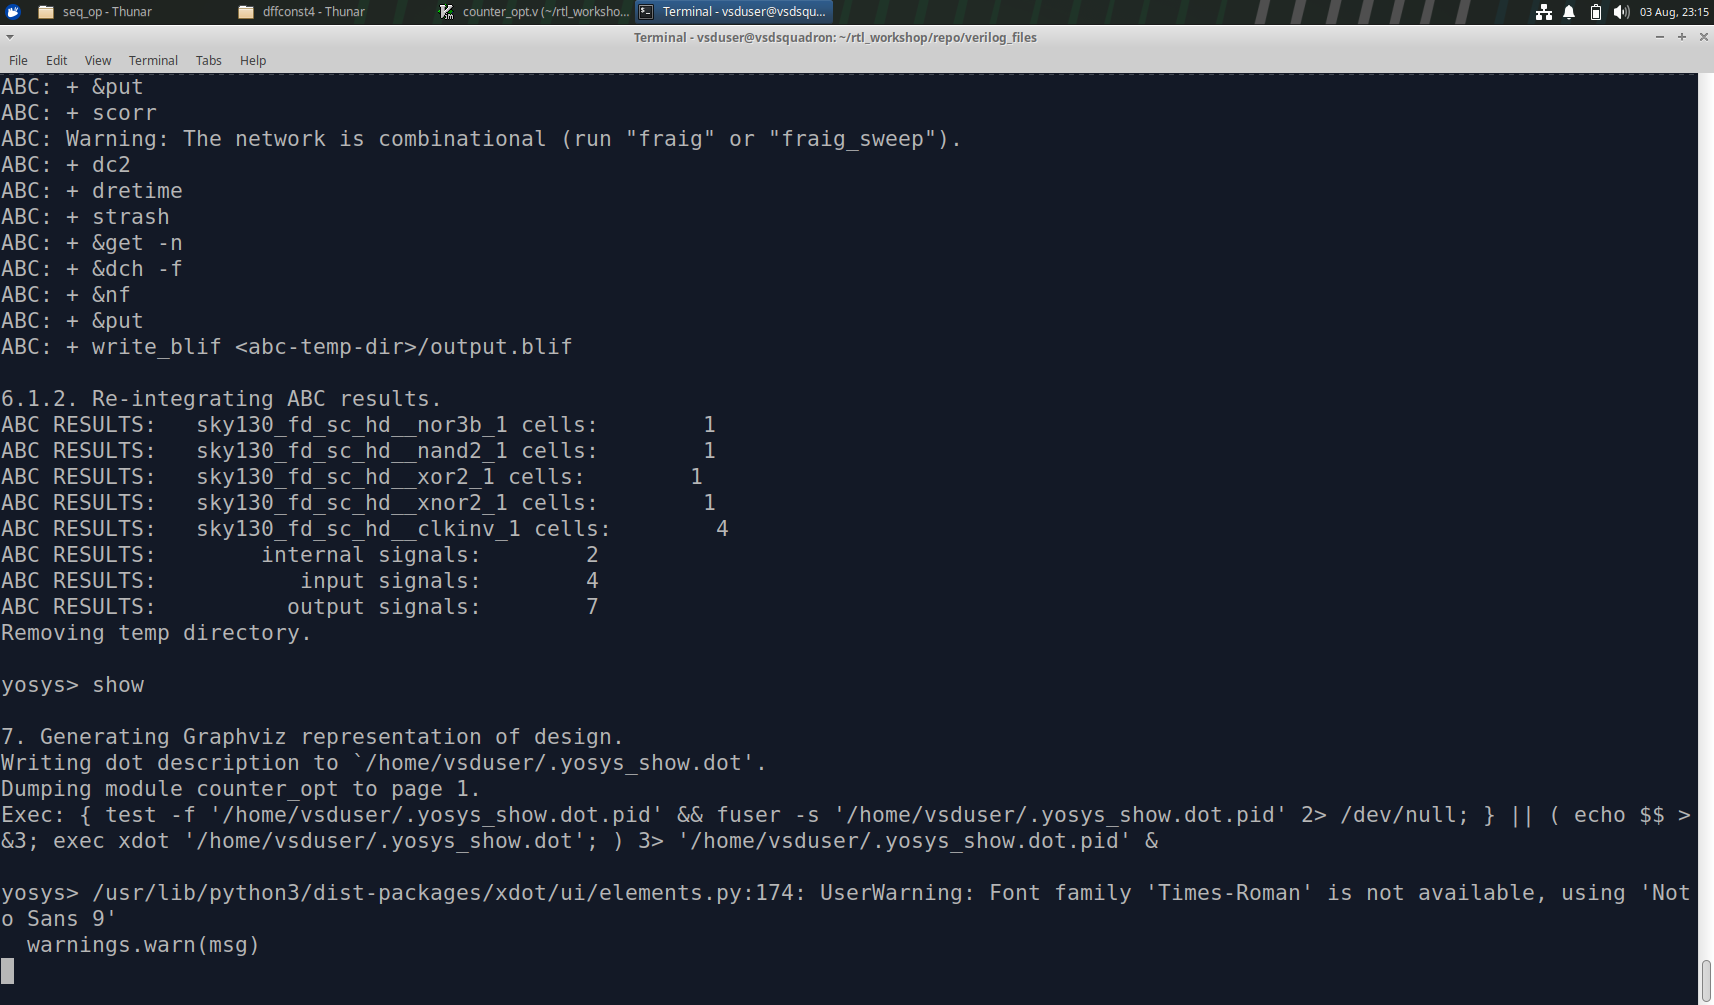 seq_op - Thunar
dffconst4 - Thunar
counter_opt.v (~/rtl_worksho...
Terminal - vsduser@vsdsqu...
03 Aug, 23:15
Terminal - vsduser@vsdsquadron: ~/rtl_workshop/repo/verilog_files
File Edit View Terminal Tabs Help
ABC: + &put
ABC: + scorr
ABC: Warning: The network is combinational (run "fraig" or "fraig_sweep").
ABC: + dc2
ABC: + dretime
ABC: + strash
ABC: + &get -n
ABC: + &dch -f
ABC: + &nf
ABC: + &put
ABC: + write_blif <abc-temp-dir>/output.blif
6.1.2. Re-integrating ABC results.
ABC RESULTS:   sky130_fd_sc_hd__nor3b_1 cells:        1
ABC RESULTS:   sky130_fd_sc_hd__nand2_1 cells:        1
ABC RESULTS:   sky130_fd_sc_hd__xor2_1 cells:        1
ABC RESULTS:   sky130_fd_sc_hd__xnor2_1 cells:        1
ABC RESULTS:   sky130_fd_sc_hd__clkinv_1 cells:        4
ABC RESULTS:        internal signals:        2
ABC RESULTS:           input signals:        4
ABC RESULTS:          output signals:        7
Removing temp directory.
yosys> show
7. Generating Graphviz representation of design.
Writing dot description to `/home/vsduser/.yosys_show.dot'.
Dumping module counter_opt to page 1.
Exec: { test -f '/home/vsduser/.yosys_show.dot.pid' && fuser -s '/home/vsduser/.yosys_show.dot.pid' 2> /dev/null; } || ( echo $$ >
&3; exec xdot '/home/vsduser/.yosys_show.dot'; ) 3> '/home/vsduser/.yosys_show.dot.pid' &
yosys> /usr/lib/python3/dist-packages/xdot/ui/elements.py:174: UserWarning: Font family 'Times-Roman' is not available, using 'Not
o Sans 9'
  warnings.warn(msg)